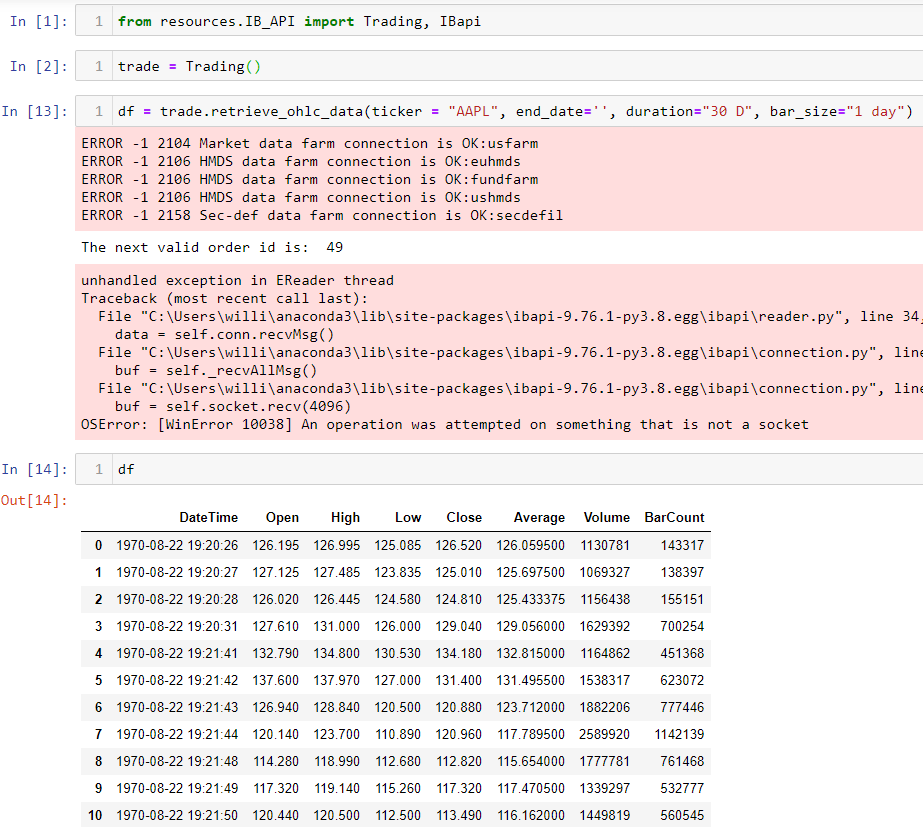 In [1]: 1 from resources.IB_API import Trading, IBapi
In [2]: 1 trade = Trading()
In [13]: 1 df = trade.retrieve_ohlc_data(ticker = "AAPL", end_date='', duration="30 D", bar_size="1 day")
ERROR -1 2104 Market data farm connection is OK:usfarm
ERROR -1 2106 HMDS data farm connection is OK:euhmds
ERROR -1 2106 HMDS data farm connection is OK:fundfarm
ERROR -1 2106 HMDS data farm connection is OK:ushmds
ERROR -1 2158 Sec-def data farm connection is OK:secdefil
The next valid order id is:  49
unhandled exception in EReader thread
Traceback (most recent call last):
  File "C:\Users\willi\anaconda3\lib\site-packages\ibapi-9.76.1-py3.8.egg\ibapi\reader.py", line 34,
    data = self.conn.recvMsg()
  File "C:\Users\willi\anaconda3\lib\site-packages\ibapi-9.76.1-py3.8.egg\ibapi\connection.py", line
    buf = self._recvAllMsg()
  File "C:\Users\willi\anaconda3\lib\site-packages\ibapi-9.76.1-py3.8.egg\ibapi\connection.py", line
    buf = self.socket.recv(4096)
OSError: [WinError 10038] An operation was attempted on something that is not a socket
In [14]: 1 df
Out[14]:
DateTime Open High Low Close Average Volume BarCount
0 1970-08-22 19:20:26 126.195 126.995 125.085 126.520 126.059500 1130781 143317
1 1970-08-22 19:20:27 127.125 127.485 123.835 125.010 125.697500 1069327 138397
2 1970-08-22 19:20:28 126.020 126.445 124.580 124.810 125.433375 1156438 155151
3 1970-08-22 19:20:31 127.610 131.000 126.000 129.040 129.056000 1629392 700254
4 1970-08-22 19:21:41 132.790 134.800 130.530 134.180 132.815000 1164862 451368
5 1970-08-22 19:21:42 137.600 137.970 127.000 131.400 131.495500 1538317 623072
6 1970-08-22 19:21:43 126.940 128.840 120.500 120.880 123.712000 1882206 777446
7 1970-08-22 19:21:44 120.140 123.700 110.890 120.960 117.789500 2589920 1142139
8 1970-08-22 19:21:48 114.280 118.990 112.680 112.820 115.654000 1777781 761468
9 1970-08-22 19:21:49 117.320 119.140 115.260 117.320 117.470500 1339297 532777
10 1970-08-22 19:21:50 120.440 120.500 112.500 113.490 116.162000 1449819 560545